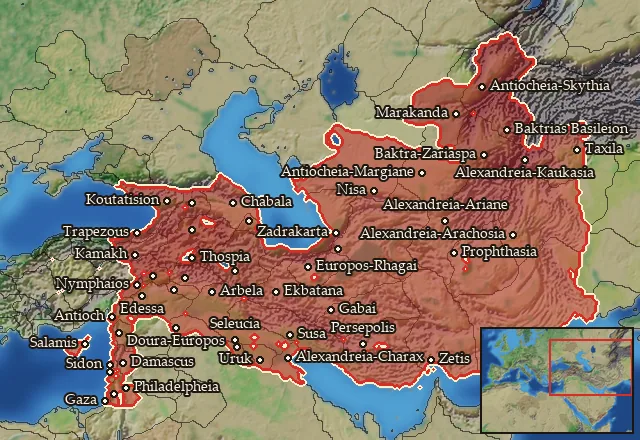 Antiocheia-Skythia
Marakanda
Baktrias Basileion
Taxila
Baktra-Zariaspa
Antiocheia-Margiane
Alexandreia-Kaukasia
Nisa
Koutatision
Chabala
Alexandreia-Ariane
Trapezous
Zadrakarta
Alexandreia-Arachosia
Kamakh
Thospia
Prophthasia
Europos-Rhagai
Nymphaios
Arbela
Ekbatana
Edessa
Gabai
Antioch
Seleucia
Persepolis
Salamis
Doura-Europos
Susa
Sidon
Damascus
Uruk
Alexandreia-Charax
Zetis
Philadelpheia
Gaza